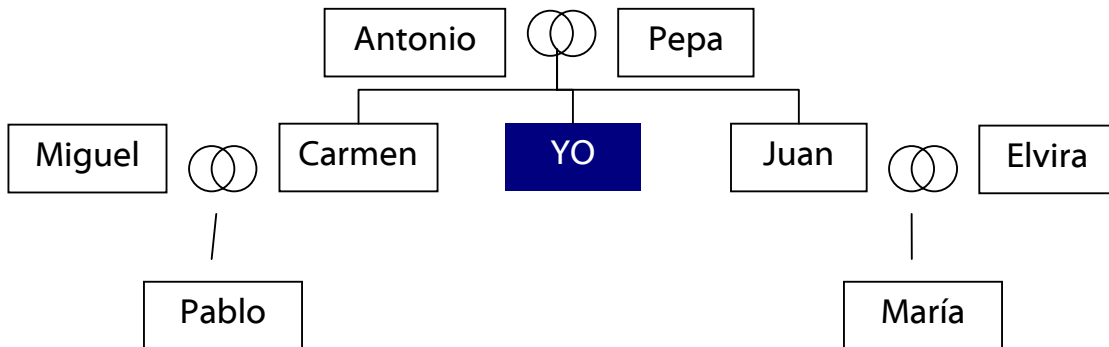 Antonio
Pepa
Miguel
Carmen
YO
Juan
Elvira
Pablo
María